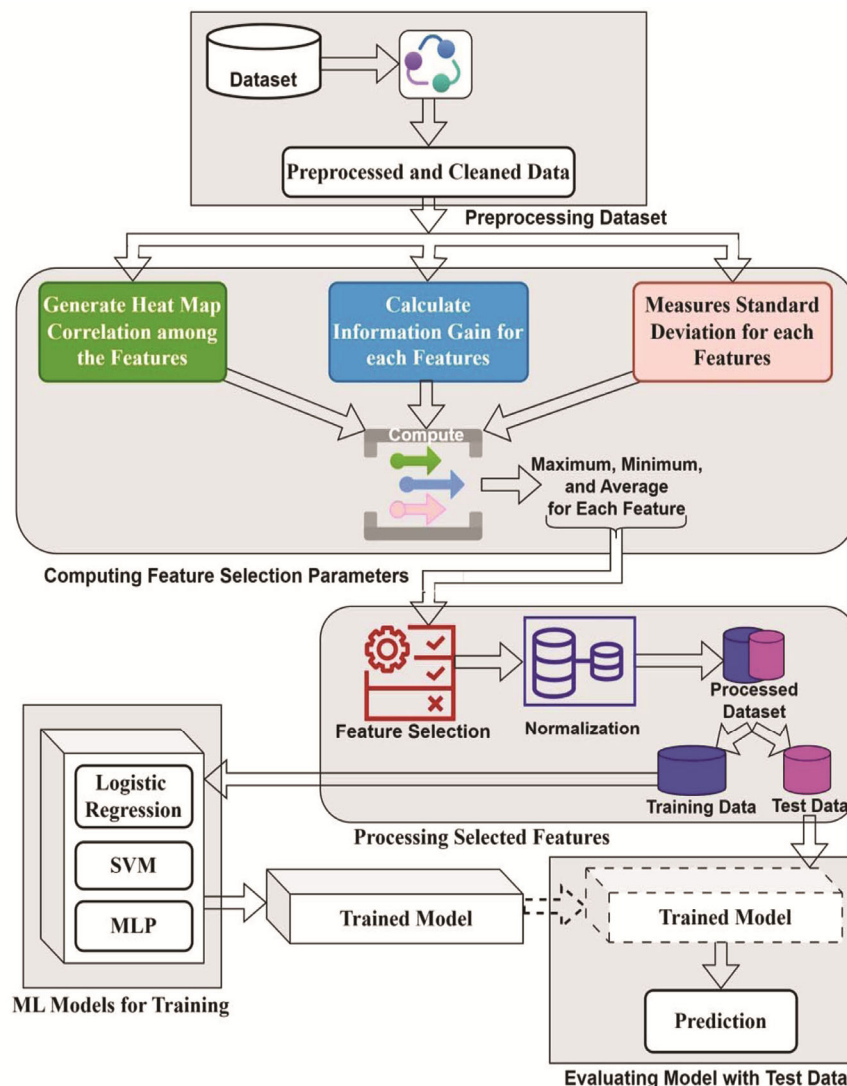 Dataset
Preprocessed and Cleaned Data
Preprocessing Dataset
Generate Heat Map
Correlation among
the Features
Calculate
Information Gain for
each Features
Measures Standard
Deviation for each
Features
Compute
Maximum, Minimum,
and Average
for Each Feature
Computing Feature Selection Parameters
Feature Selection
Normalization
Processed
Dataset
Training Data
Test Data
Processing Selected Features
Logistic
Regression
SVM
MLP
ML Models for Training
Trained Model
Trained Model
Prediction
Evaluating Model with Test Data